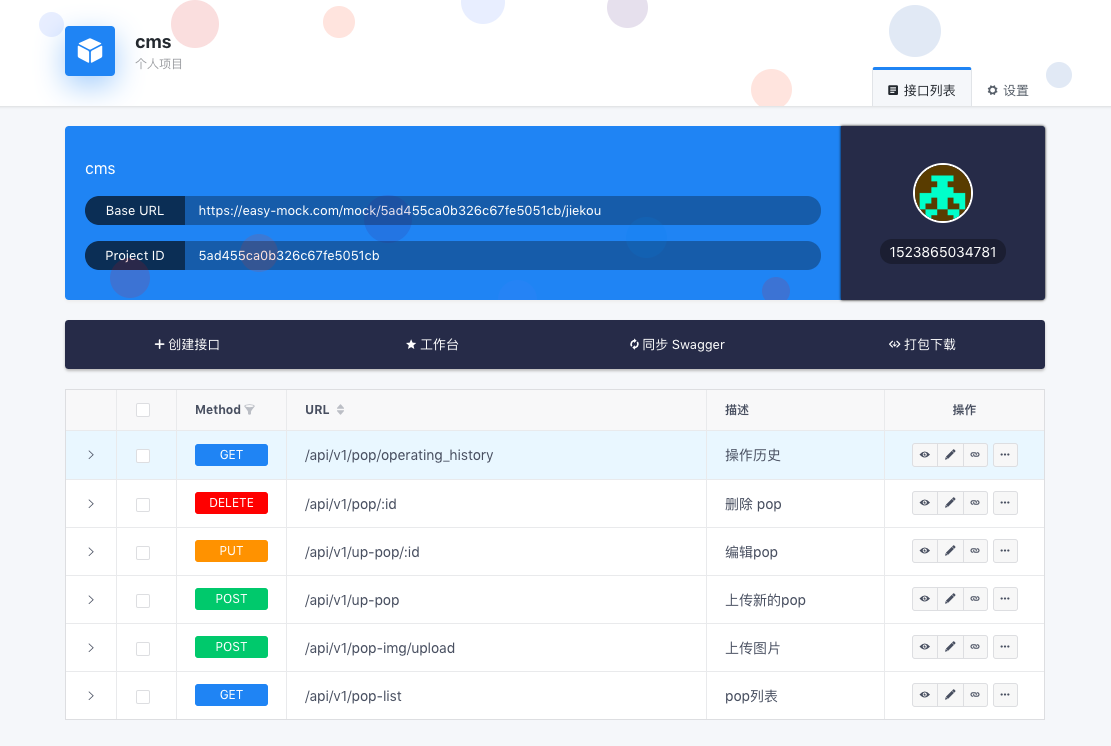 cms
个人项目
接口列表
设置
cms
Base URL https://easy-mock.com/mock/5ad455ca0b326c67fe5051cb/jiekou
Project ID 5ad455ca0b326c67fe5051cb
1523865034781
创建接口
工作台
同步 Swagger
打包下载
Method URL 描述 操作
GET /api/v1/pop/operating_history 操作历史
DELETE /api/v1/pop/:id 删除 pop
PUT /api/v1/up-pop/:id 编辑pop
POST /api/v1/up-pop 上传新的pop
POST /api/v1/pop-img/upload 上传图片
GET /api/v1/pop-list pop列表